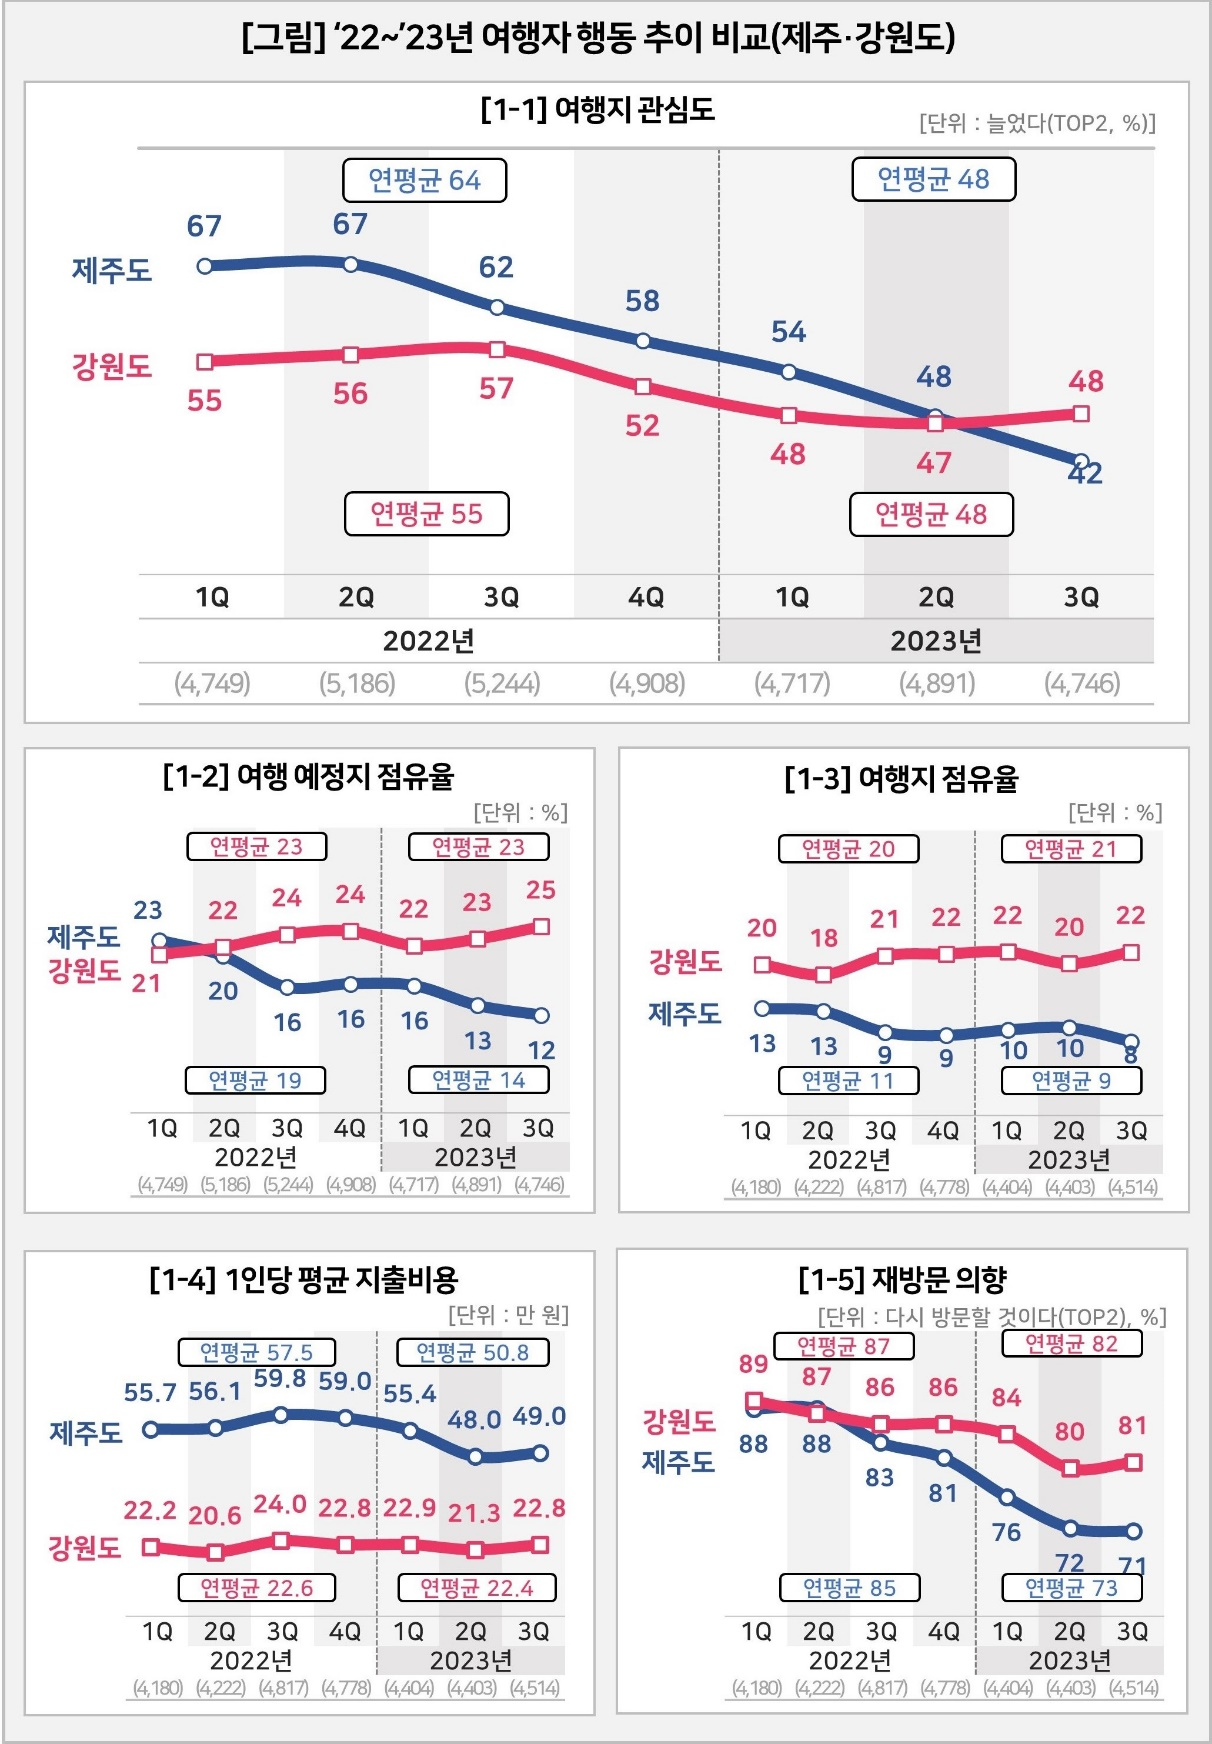 [그림] ‘22~’23년 여행자 행동 추이 비교(제주·강원도)
[1-1] 여행지 관심도
[단위 : 늘었다(TOP2, %)]
연평균 64 연평균 48
67 67 62 58 54 48 42
제주도
강원도
55 56 57 52 48 47 48
연평균 55 연평균 48
1Q 2Q 3Q 4Q 1Q 2Q 3Q
2022년 2023년
(4,749) (5,186) (5,244) (4,908) (4,717) (4,891) (4,746)
[1-2] 여행 예정지 점유율
[단위 : %]
연평균 23 연평균 23
23 22 24 24 22 23 25
제주도
강원도
21 20 16 16 16 13 12
연평균 19 연평균 14
1Q 2Q 3Q 4Q 1Q 2Q 3Q
2022년 2023년
(4,749) (5,186) (5,244) (4,908) (4,717) (4,891) (4,746)
[1-3] 여행지 점유율
[단위 : %]
연평균 20 연평균 21
20 18 21 22 22 20 22
강원도
제주도
13 13 9 9 10 10 8
연평균 11 연평균 9
1Q 2Q 3Q 4Q 1Q 2Q 3Q
2022년 2023년
(4,180) (4,222) (4,817) (4,778) (4,404) (4,403) (4,514)
[1-4] 1인당 평균 지출비용
[단위 : 만 원]
연평균 57.5 연평균 50.8
55.7 56.1 59.8 59.0 55.4 48.0 49.0
제주도
22.2 20.6 24.0 22.8 22.9 21.3 22.8
강원도
연평균 22.6 연평균 22.4
1Q 2Q 3Q 4Q 1Q 2Q 3Q
2022년 2023년
(4,180) (4,222) (4,817) (4,778) (4,404) (4,403) (4,514)
[1-5] 재방문 의향
[단위 : 다시 방문할 것이다(TOP2), %]
연평균 87 연평균 82
89 87 86 86 84 80 81
강원도
제주도
88 88 83 81 76 72 71
연평균 85 연평균 73
1Q 2Q 3Q 4Q 1Q 2Q 3Q
2022년 2023년
(4,180) (4,222) (4,817) (4,778) (4,404) (4,403) (4,514)